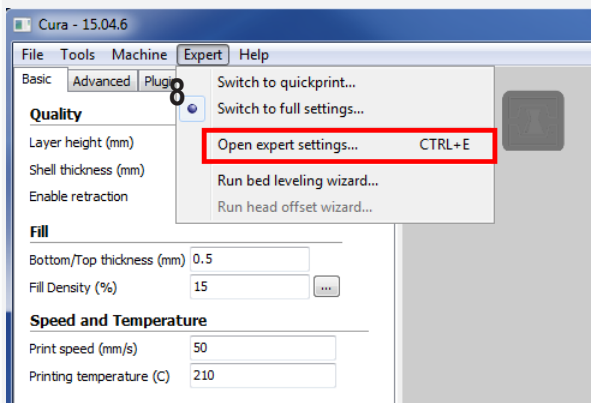 Cura - 15.04.6
File Tools Machine Expert Help
Basic Advanced Plugi
8
Switch to quickprint...
Switch to full settings...
Open expert settings... CTRL+E
Run bed leveling wizard...
Run head offset wizard...
Quality
Layer height (mm)
Shell thickness (mm)
Enable retraction
Fill
Bottom/Top thickness (mm) 0.5
Fill Density (%) 15 ...
Speed and Temperature
Print speed (mm/s) 50
Printing temperature (C) 210